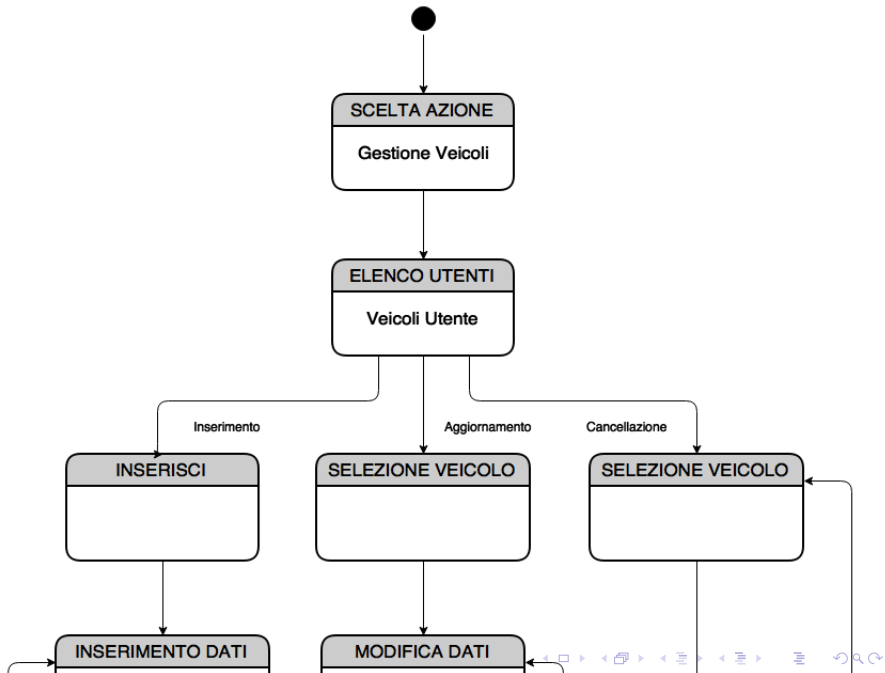 SCELTA AZIONE
Gestione Veicoli
ELENCO UTENTI
Veicoli Utente
Inserimento
Aggiornamento
Cancellazione
INSERISCI
SELEZIONE VEICOLO
SELEZIONE VEICOLO
INSERIMENTO DATI
MODIFICA DATI